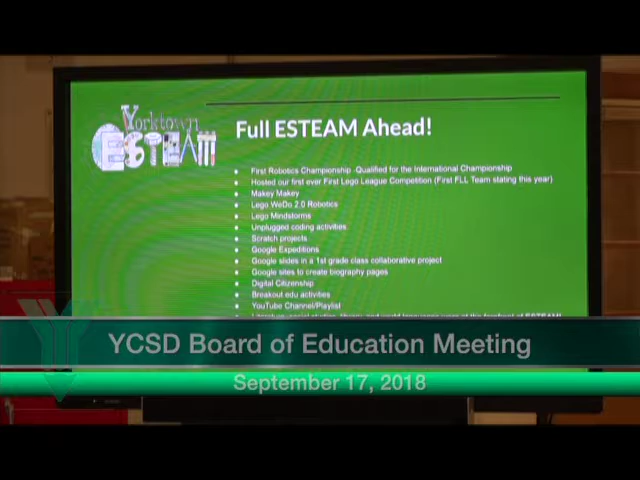 Yorktown
ESTEAM
Full ESTEAM Ahead!
First Robotics Championship -Qualified for the International Championship
Hosted our first ever First Lego League Competition (First FLL Team stating this year)
Makey Makey
Lego WeDo 2.0 Robotics
Lego Mindstorms
Unplugged coding activities
Scratch projects
Google Expeditions
Google slides in a 1st grade class collaborative project
Google sites to create biography pages
Digital Citizenship
Breakout edu activities
YouTube Channel/Playlist
YCSD Board of Education Meeting
September 17, 2018